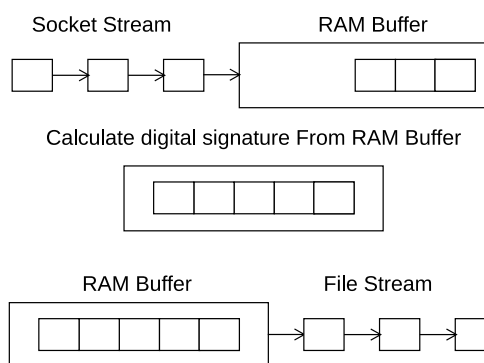 Socket Stream
RAM Buffer
Calculate digital signature From RAM Buffer
RAM Buffer
File Stream